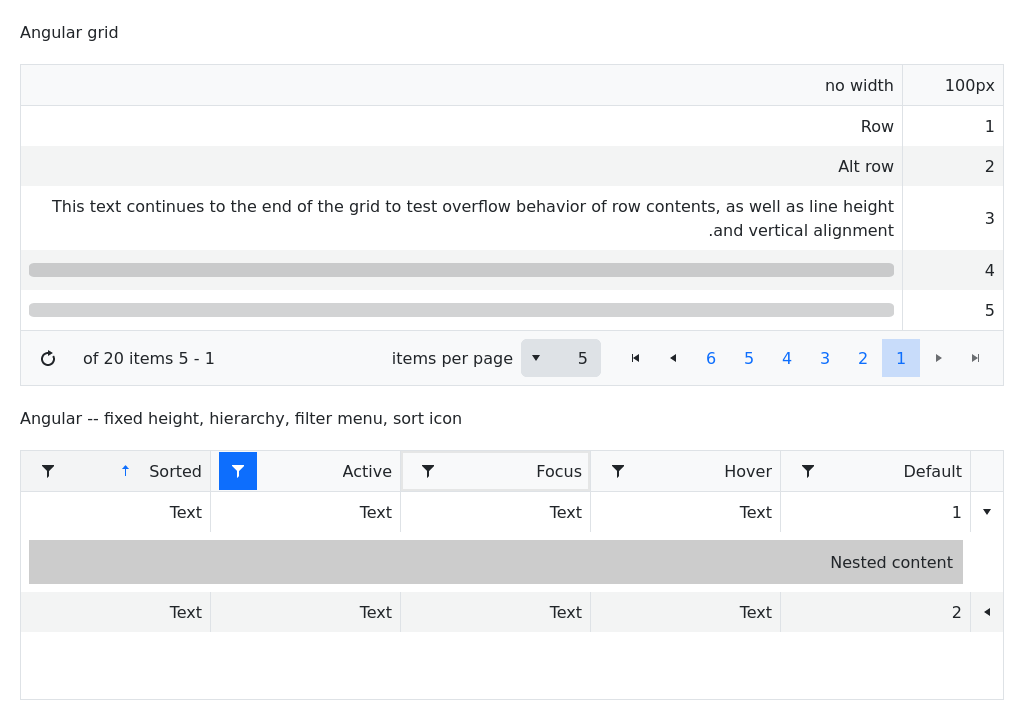 Angular grid
100px no width
1 Row
2 Alt row
3 This text continues to the end of the grid to test overflow behavior of row contents, as well as line height
.and vertical alignment
4
5
1 2 3 4 5 6 5 items per page of 20 items 5 - 1
Angular -- fixed height, hierarchy, filter menu, sort icon
Default Hover Focus Active Sorted
1 Text Text Text Text
Nested content
2 Text Text Text Text